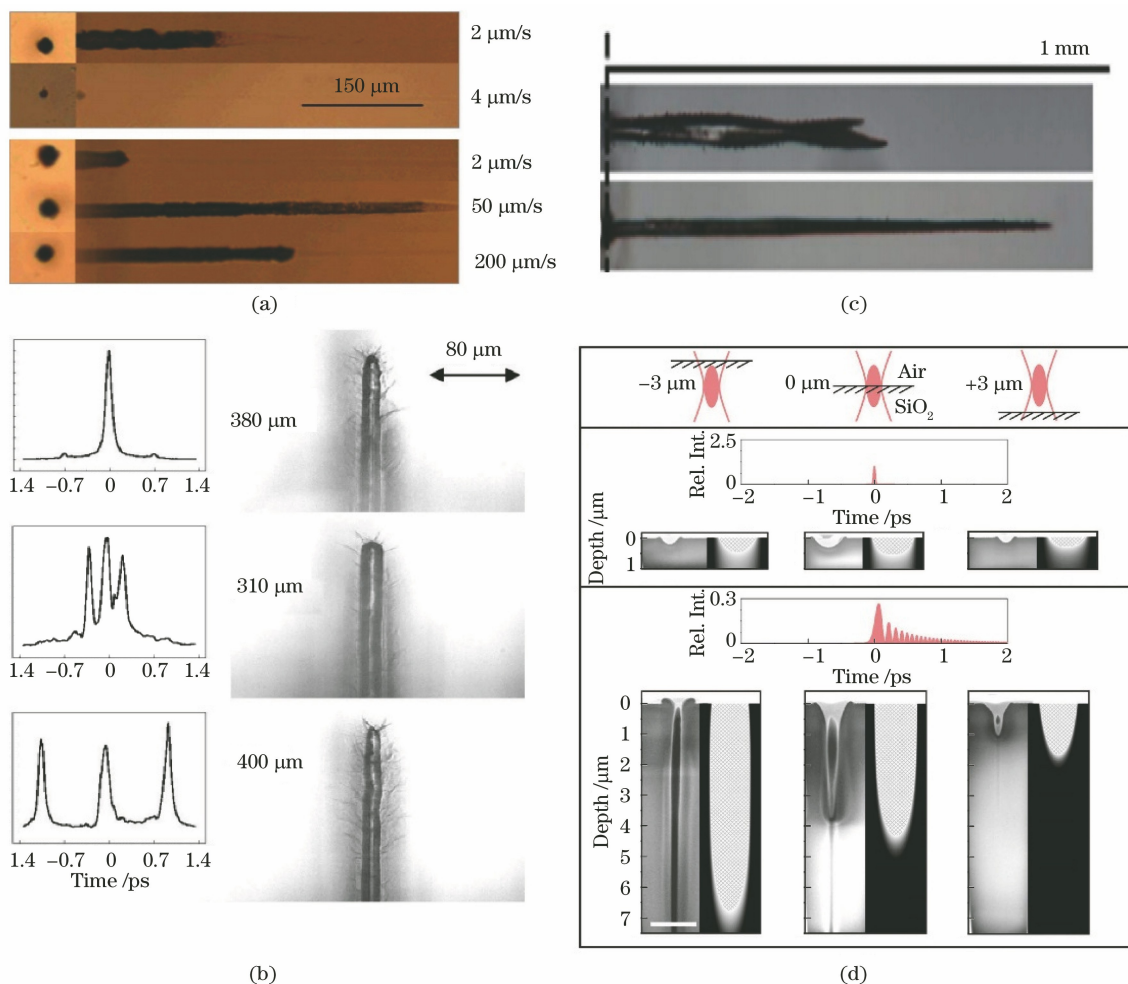 2 μm/s
150 μm
4 μm/s
2 μm/s
50 μm/s
200 μm/s
(a)
1 mm
(c)
80 μm
380 μm
1.4 −0.7 0 0.7 1.4
310 μm
1.4 −0.7 0 0.7 1.4
400 μm
1.4 −0.7 0 0.7 1.4
Time /ps
(b)
−3 μm
0 μm
Air
SiO2
+3 μm
Rel. Int.
2.5
0
−2 −1 0 1 2
Time /ps
Depth /μm
0
1
Rel. Int.
0.3
0
−2 −1 0 1 2
Time /ps
Depth /μm
0
1
2
3
4
5
6
7
(d)